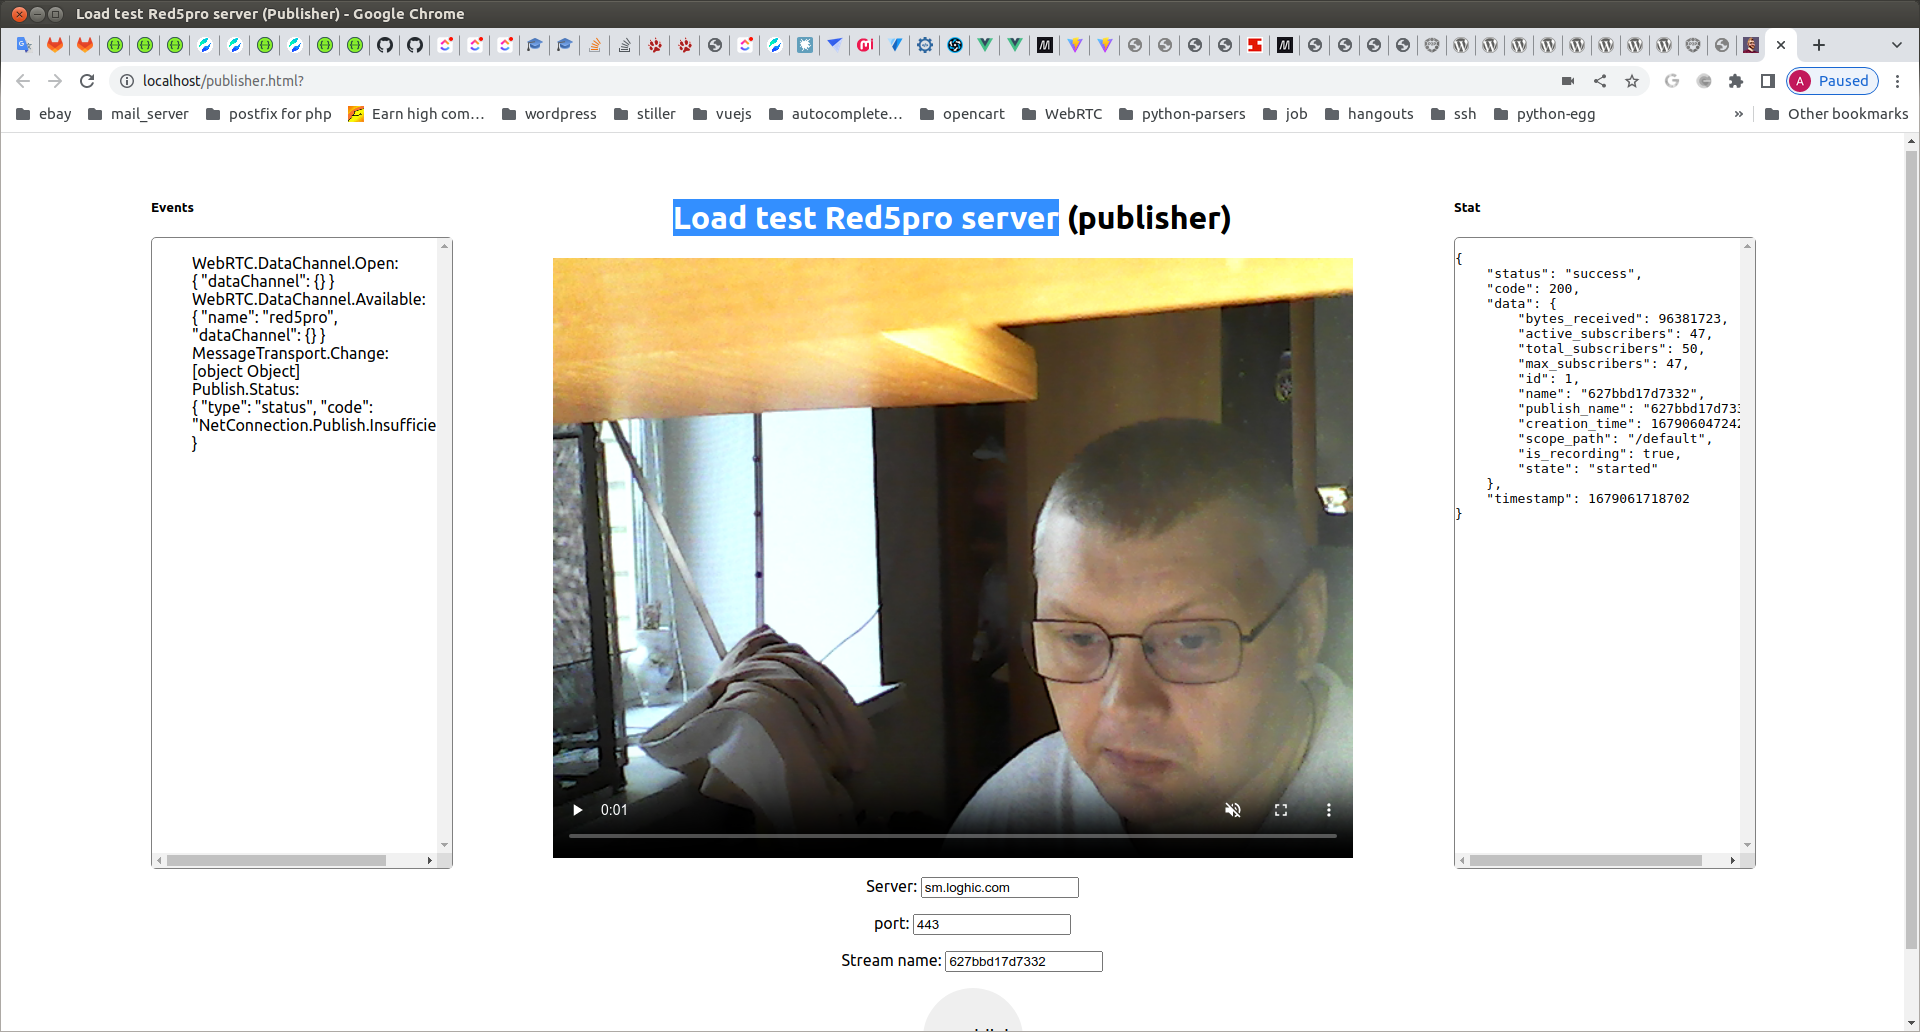 Load test Red5pro server (Publisher) - Google Chrome
localhost/publisher.html?
A Paused
ebay mail_server postfix for php Earn high com… wordpress stiller vuejs autocomplete… opencart WebRTC python-parsers job hangouts ssh python-egg » Other bookmarks
Events
WebRTC.DataChannel.Open:
{ "dataChannel": {} }
WebRTC.DataChannel.Available:
{ "name": "red5pro",
"dataChannel": {} }
MessageTransport.Change:
[object Object]
Publish.Status:
{ "type": "status", "code":
"NetConnection.Publish.Insufficie
}
Load test Red5pro server (publisher)
0:01
Server: sm.loghic.com
port: 443
Stream name: 627bbd17d7332
Stat
{
"status": "success",
"code": 200,
"data": {
"bytes_received": 96381723,
"active_subscribers": 47,
"total_subscribers": 50,
"max_subscribers": 47,
"id": 1,
"name": "627bbd17d7332",
"publish_name": "627bbd17d733
"creation_time": 167906047242
"scope_path": "/default",
"is_recording": true,
"state": "started"
},
"timestamp": 1679061718702
}